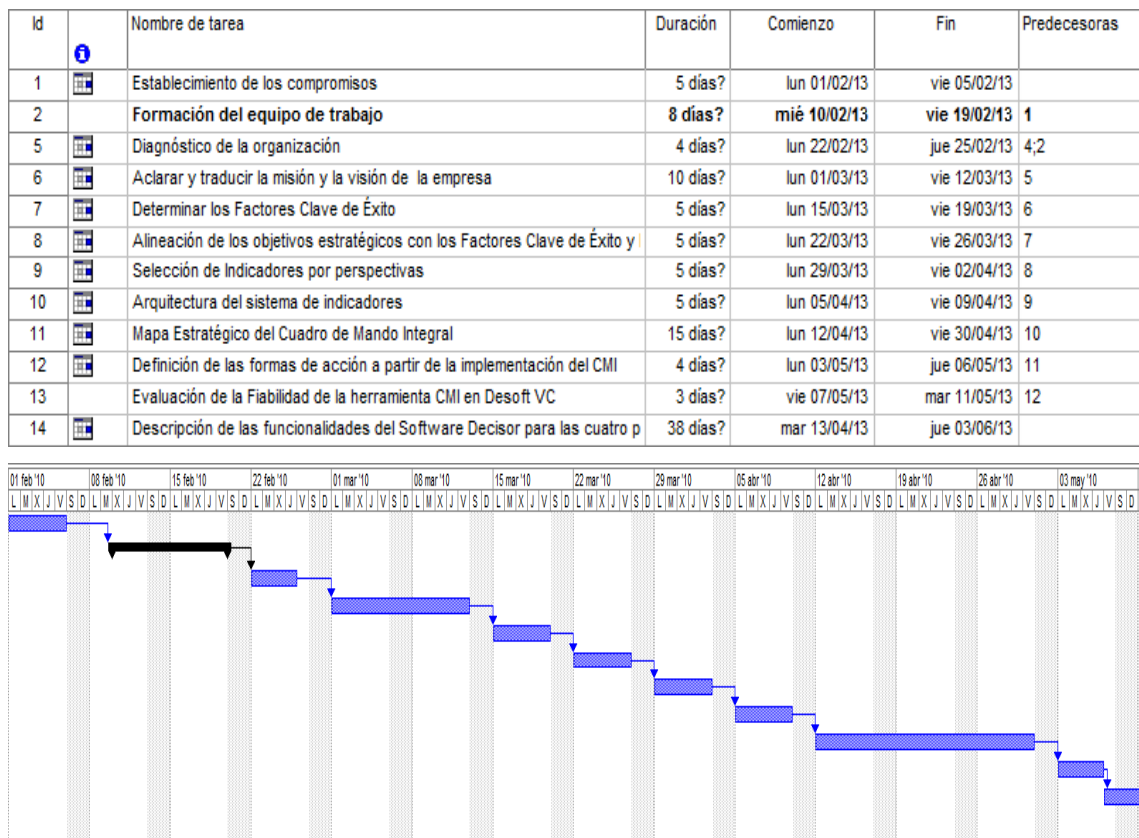 Id Nombre de tarea Duración Comienzo Fin Predecesoras
1 Establecimiento de los compromisos 5 días? lun 01/02/13 vie 05/02/13
2 Formación del equipo de trabajo 8 días? mié 10/02/13 vie 19/02/13 1
5 Diagnóstico de la organización 4 días? lun 22/02/13 jue 25/02/13 4;2
6 Aclarar y traducir la misión y la visión de la empresa 10 días? lun 01/03/13 vie 12/03/13 5
7 Determinar los Factores Clave de Éxito 5 días? lun 15/03/13 vie 19/03/13 6
8 Alineación de los objetivos estratégicos con los Factores Clave de Éxito y 5 días? lun 22/03/13 vie 26/03/13 7
9 Selección de Indicadores por perspectivas 5 días? lun 29/03/13 vie 02/04/13 8
10 Arquitectura del sistema de indicadores 5 días? lun 05/04/13 vie 09/04/13 9
11 Mapa Estratégico del Cuadro de Mando Integral 15 días? lun 12/04/13 vie 30/04/13 10
12 Definición de las formas de acción a partir de la implementación del CMI 4 días? lun 03/05/13 jue 06/05/13 11
13 Evaluación de la Fiabilidad de la herramienta CMI en Desoft VC 3 días? vie 07/05/13 mar 11/05/13 12
14 Descripción de las funcionalidades del Software Decisor para las cuatro p 38 días? mar 13/04/13 jue 03/06/13
01 feb '10 08 feb '10 15 feb '10 22 feb '10 01 mar '10 08 mar '10 15 mar '10 22 mar '10 29 mar '10 05 abr '10 12 abr '10 19 abr '10 26 abr '10 03 may '10
L M X J V S D L M X J V S D L M X J V S D L M X J V S D L M X J V S D L M X J V S D L M X J V S D L M X J V S D L M X J V S D L M X J V S D L M X J V S D L M X J V S D L M X J V S D L M X J V S D